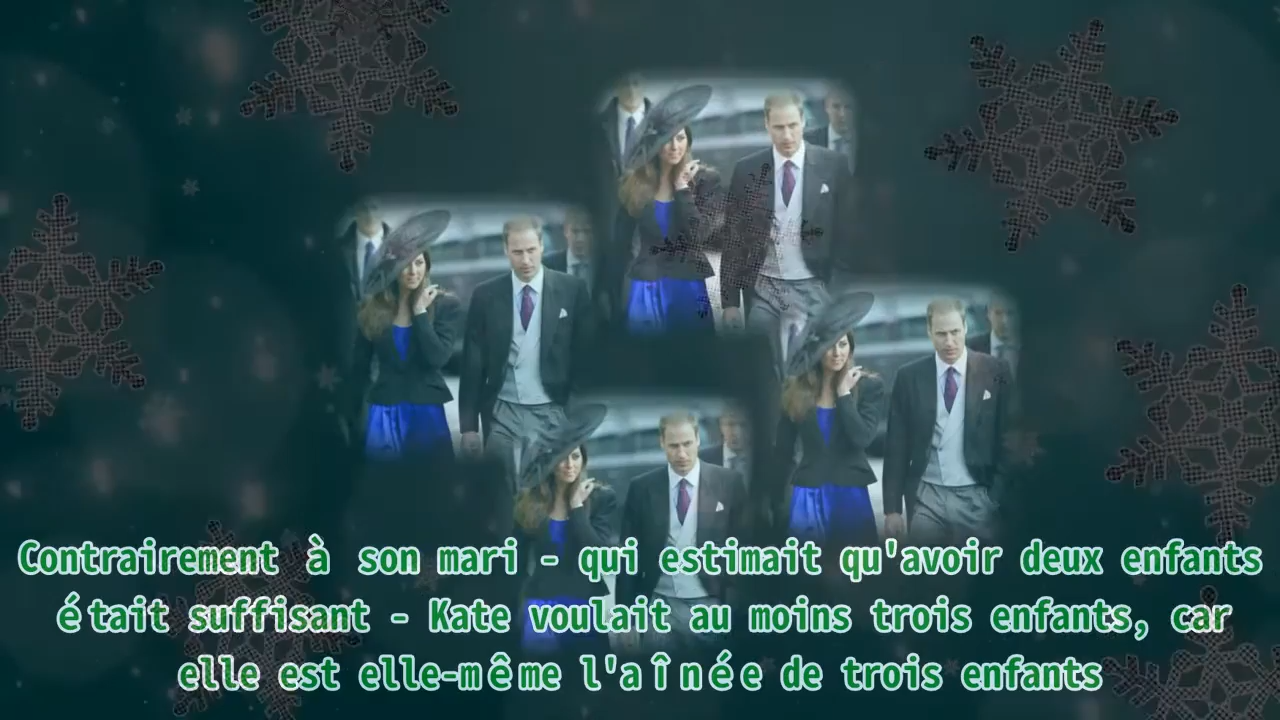 Contrairement à son mari - qui estimait qu'avoir deux enfants
était suffisant - Kate voulait au moins trois enfants, car
elle est elle-même l'aînée de trois enfants